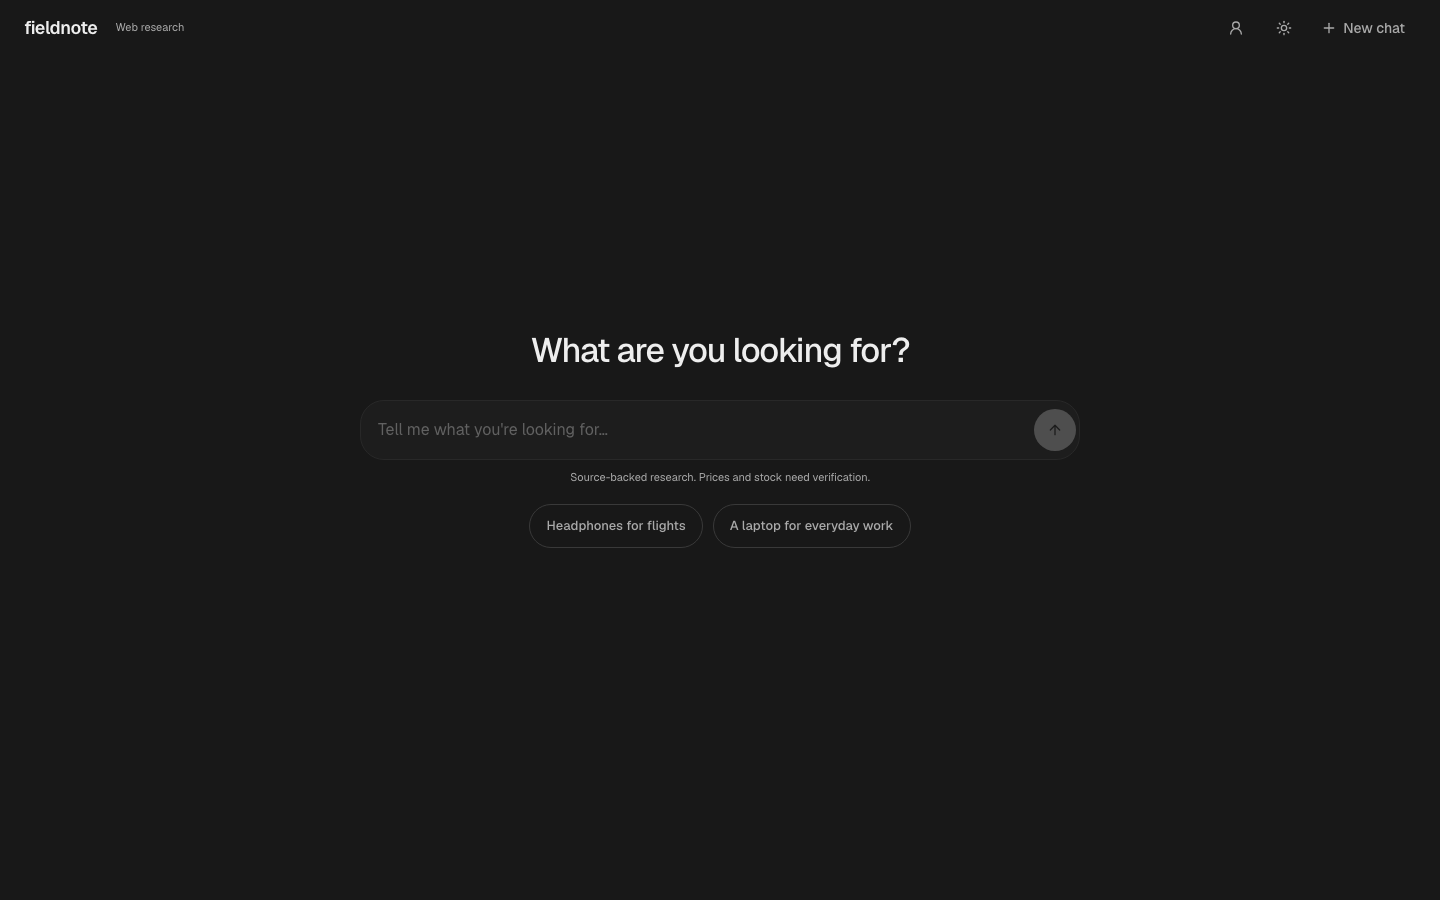 fieldnote
Web research
New chat
What are you looking for?
Tell me what you're looking for...
Source-backed research. Prices and stock need verification.
Headphones for flights
A laptop for everyday work